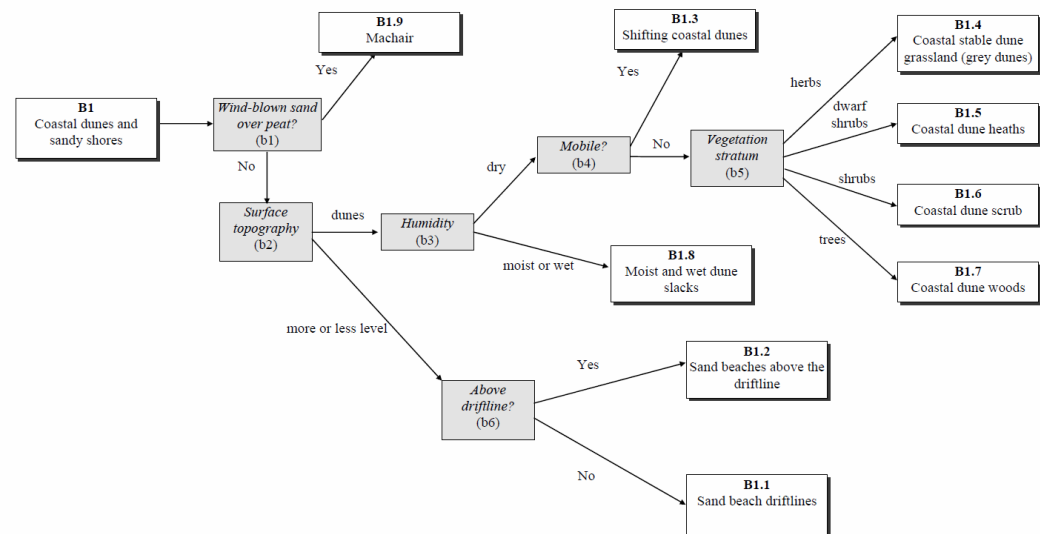 B1
Coastal dunes and
sandy shores
Wind-blown sand
over peat?
(b1)
Yes
B1.9
Machair
No
Surface
topography
(b2)
dunes
Humidity
(b3)
dry
Mobile?
(b4)
Yes
B1.3
Shifting coastal dunes
No
Vegetation
stratum
(b5)
herbs
B1.4
Coastal stable dune
grassland (grey dunes)
dwarf
shrubs
B1.5
Coastal dune heaths
shrubs
B1.6
Coastal dune scrub
trees
B1.7
Coastal dune woods
moist or wet
B1.8
Moist and wet dune
slacks
more or less level
Above
driftline?
(b6)
Yes
B1.2
Sand beaches above the
driftline
No
B1.1
Sand beach driftlines